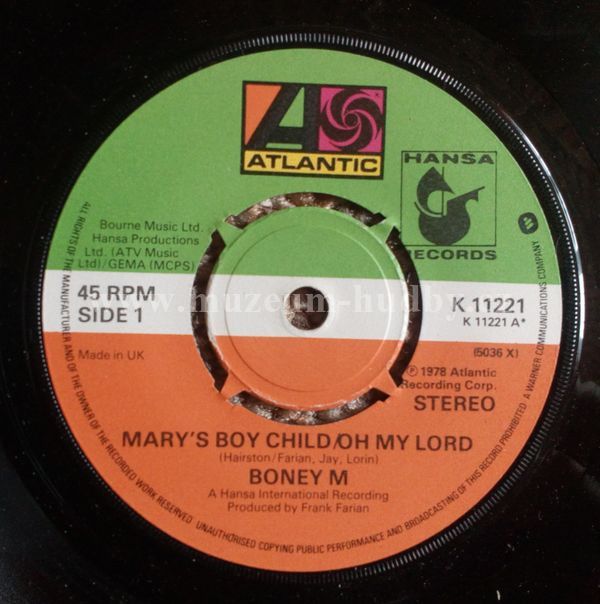 ATLANTIC
HANSA
RECORDS
Bourne Music Ltd.
Hansa Productions
Ltd. (ATV Music
Ltd)/GEMA (MCPS)
45 RPM
SIDE 1
K 11221
K 11221 A*
www.muzeum-hudby
Made in UK
(5036 X)
Ⓟ 1978 Atlantic
Recording Corp.
STEREO
MARY'S BOY CHILD/OH MY LORD
(Hairston/Farian, Jay, Lorin)
BONEY M
A Hansa International Recording
Produced by Frank Farian
ALL RIGHTS OF THE MANUFACTURER AND OF THE OWNER OF THE RECORDED WORK RESERVED UNAUTHORISED COPYING PUBLIC PERFORMANCE AND BROADCASTING OF THIS RECORD PROHIBITED. A WARNER COMMUNICATIONS COMPANY